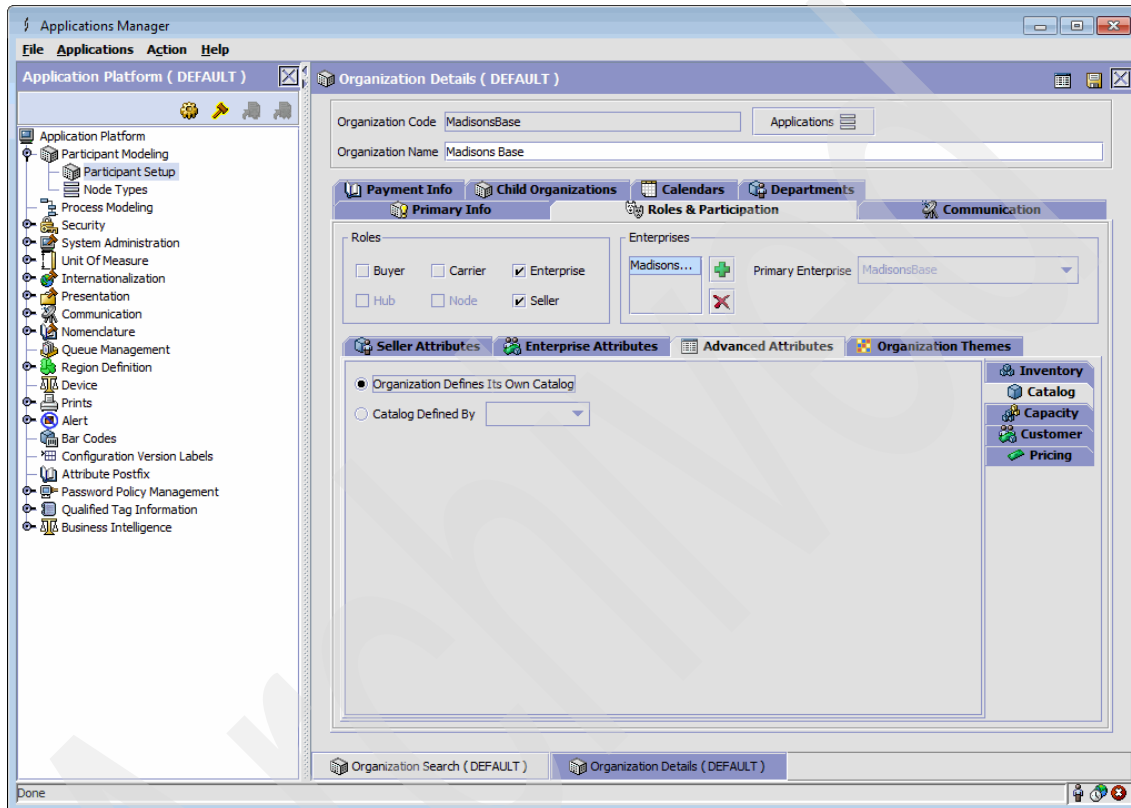 Applications Manager
File Applications Action Help
Application Platform ( DEFAULT )
Application Platform
Participant Modeling
Participant Setup
Node Types
Process Modeling
Security
System Administration
Unit Of Measure
Internationalization
Presentation
Communication
Nomenclature
Queue Management
Region Definition
Device
Prints
Alert
Bar Codes
Configuration Version Labels
Attribute Postfix
Password Policy Management
Qualified Tag Information
Business Intelligence
Organization Details ( DEFAULT )
Organization Code MadisonsBase Applications
Organization Name Madisons Base
Payment Info Child Organizations Calendars Departments
Primary Info Roles & Participation Communication
Roles Enterprises
Buyer Carrier Enterprise Madisons... Primary Enterprise MadisonsBase
Hub Node Seller
Seller Attributes Enterprise Attributes Advanced Attributes Organization Themes
Organization Defines Its Own Catalog
Catalog Defined By
Inventory
Catalog
Capacity
Customer
Pricing
Organization Search ( DEFAULT ) Organization Details ( DEFAULT )
Done